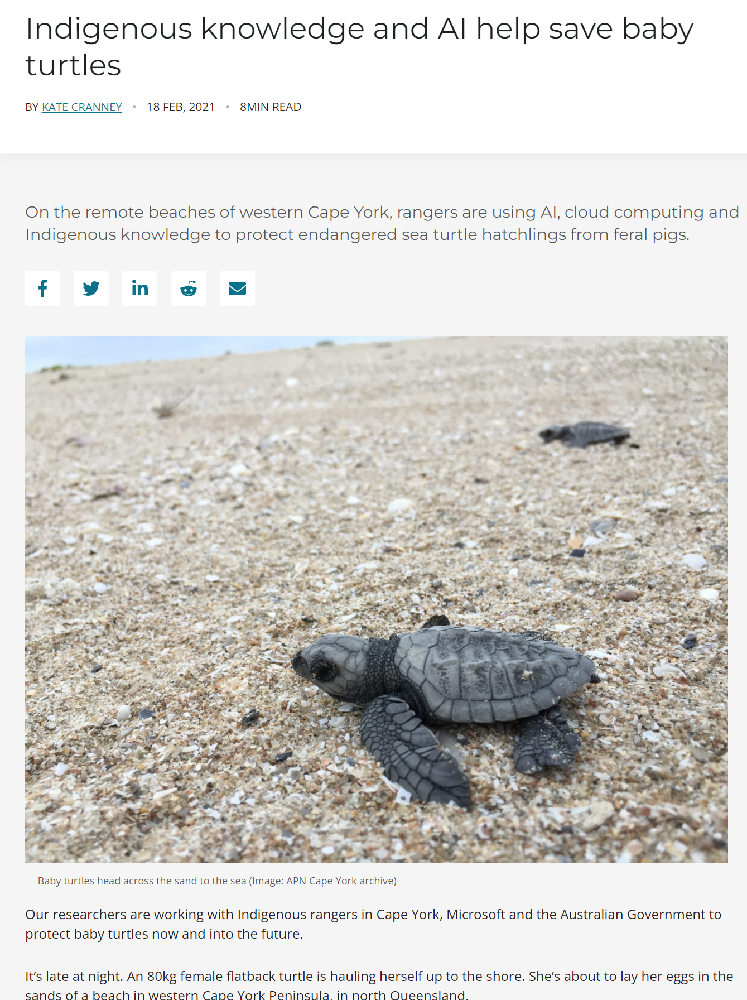 Indigenous knowledge and AI help save baby
turtles
BY KATE CRANNEY • 18 FEB, 2021 • 8MIN READ
On the remote beaches of western Cape York, rangers are using AI, cloud computing and
Indigenous knowledge to protect endangered sea turtle hatchlings from feral pigs.
Baby turtles head across the sand to the sea (Image: APN Cape York archive)
Our researchers are working with Indigenous rangers in Cape York, Microsoft and the Australian Government to
protect baby turtles now and into the future.
It’s late at night. An 80kg female flatback turtle is hauling herself up to the shore. She’s about to lay her eggs in the
sands of a beach in western Cape York Peninsula, in north Queensland.